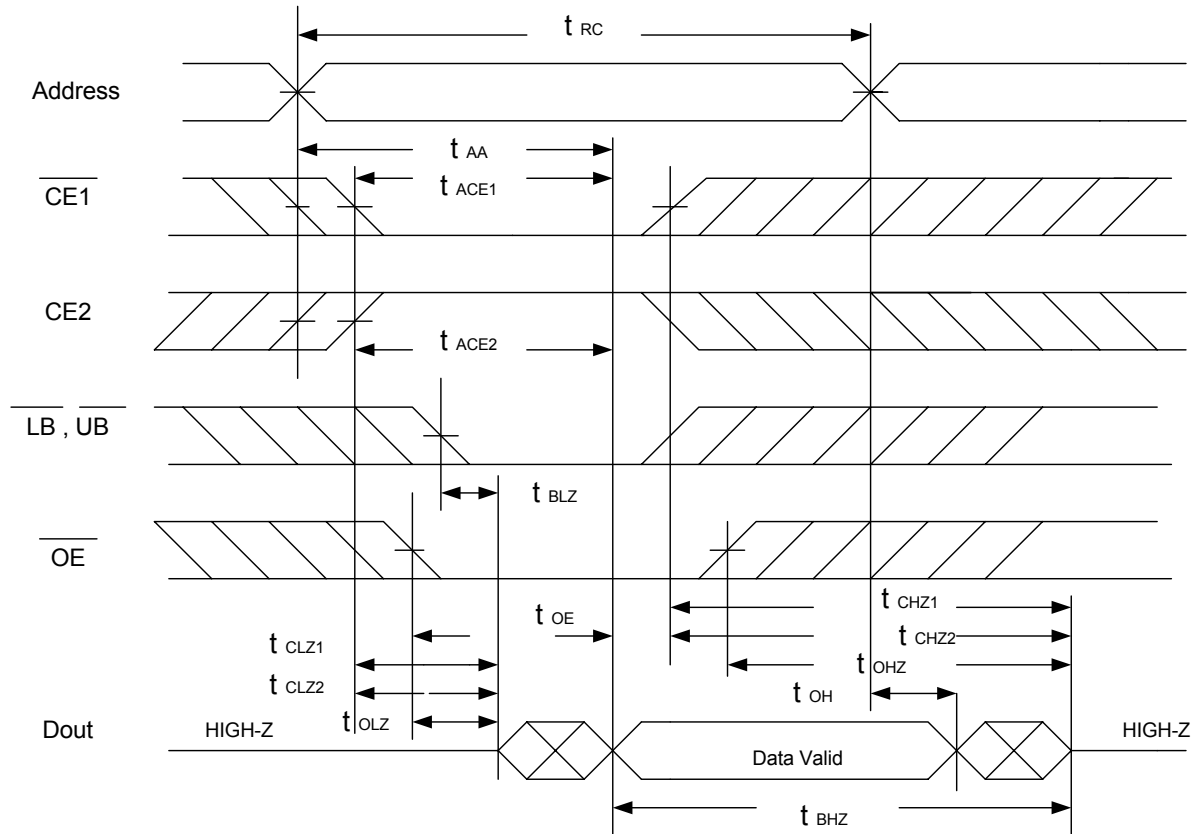 t RC
Address
t AA
CE1
t ACE1
CE2
t ACE2
LB , UB
t BLZ
OE
t OE
t CHZ1
t CLZ1
t CHZ2
t CLZ2
t OHZ
t OLZ
t OH
Dout
HIGH-Z
Data Valid
HIGH-Z
t BHZ